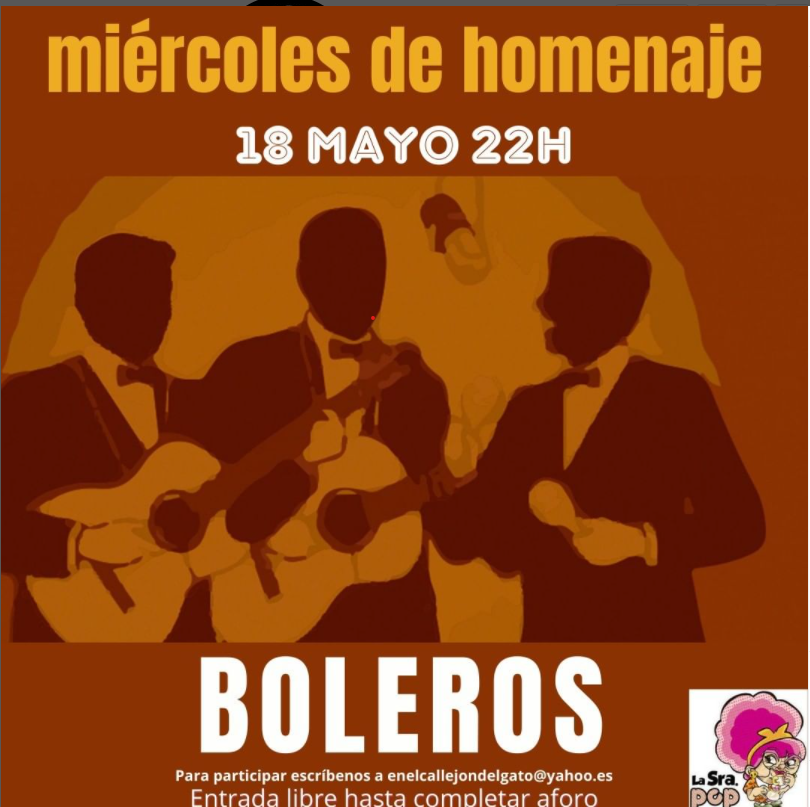 miércoles de homenaje
18 MAYO 22H
BOLEROS
Para participar escríbenos a enelcallejondelgato@yahoo.es
Entrada libre hasta completar aforo
La Sra.
POP